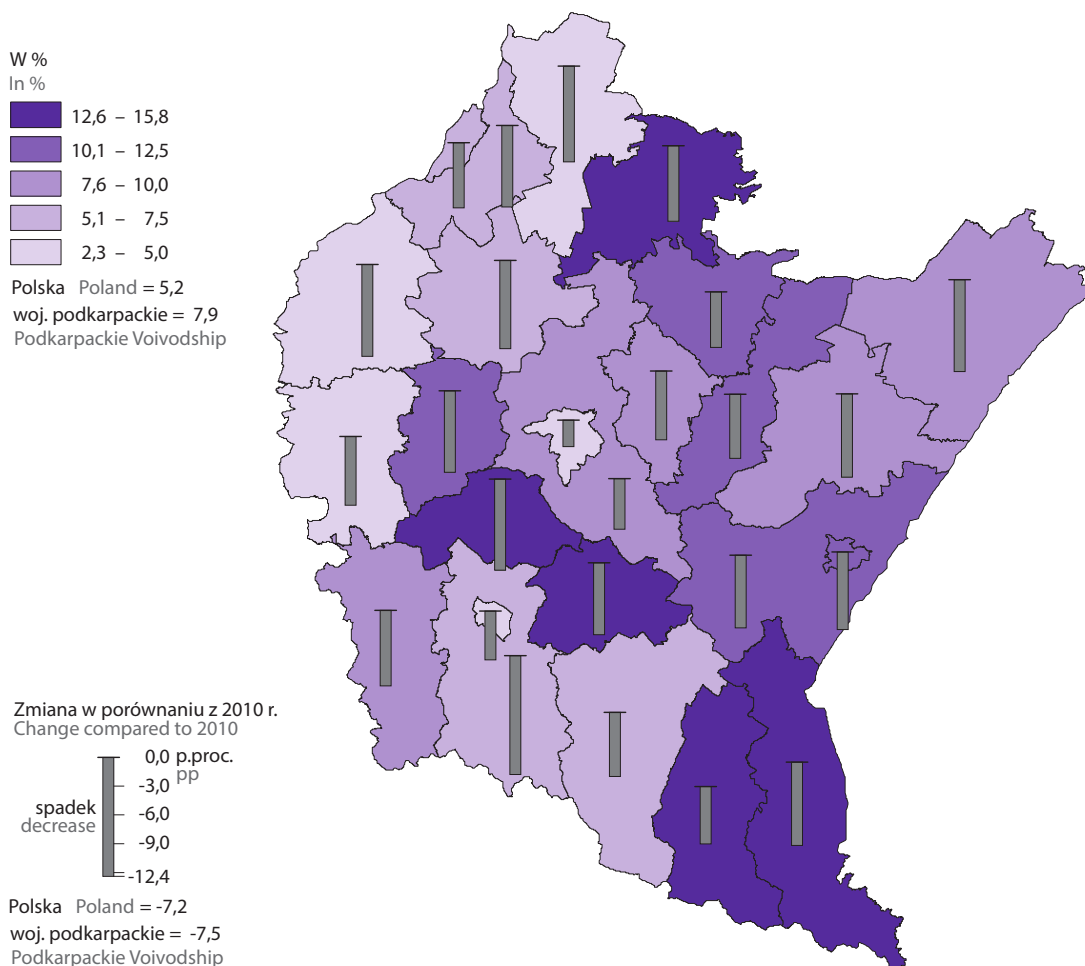 W %
In %
12,6 – 15,8
10,1 – 12,5
7,6 – 10,0
5,1 – 7,5
2,3 – 5,0
Polska Poland = 5,2
woj. podkarpackie = 7,9
Podkarpackie Voivodship
Zmiana w porównaniu z 2010 r.
Change compared to 2010
0,0 p.proc.
pp
-3,0
-6,0
spadek
decrease
-9,0
-12,4
Polska Poland = -7,2
woj. podkarpackie = -7,5
Podkarpackie Voivodship